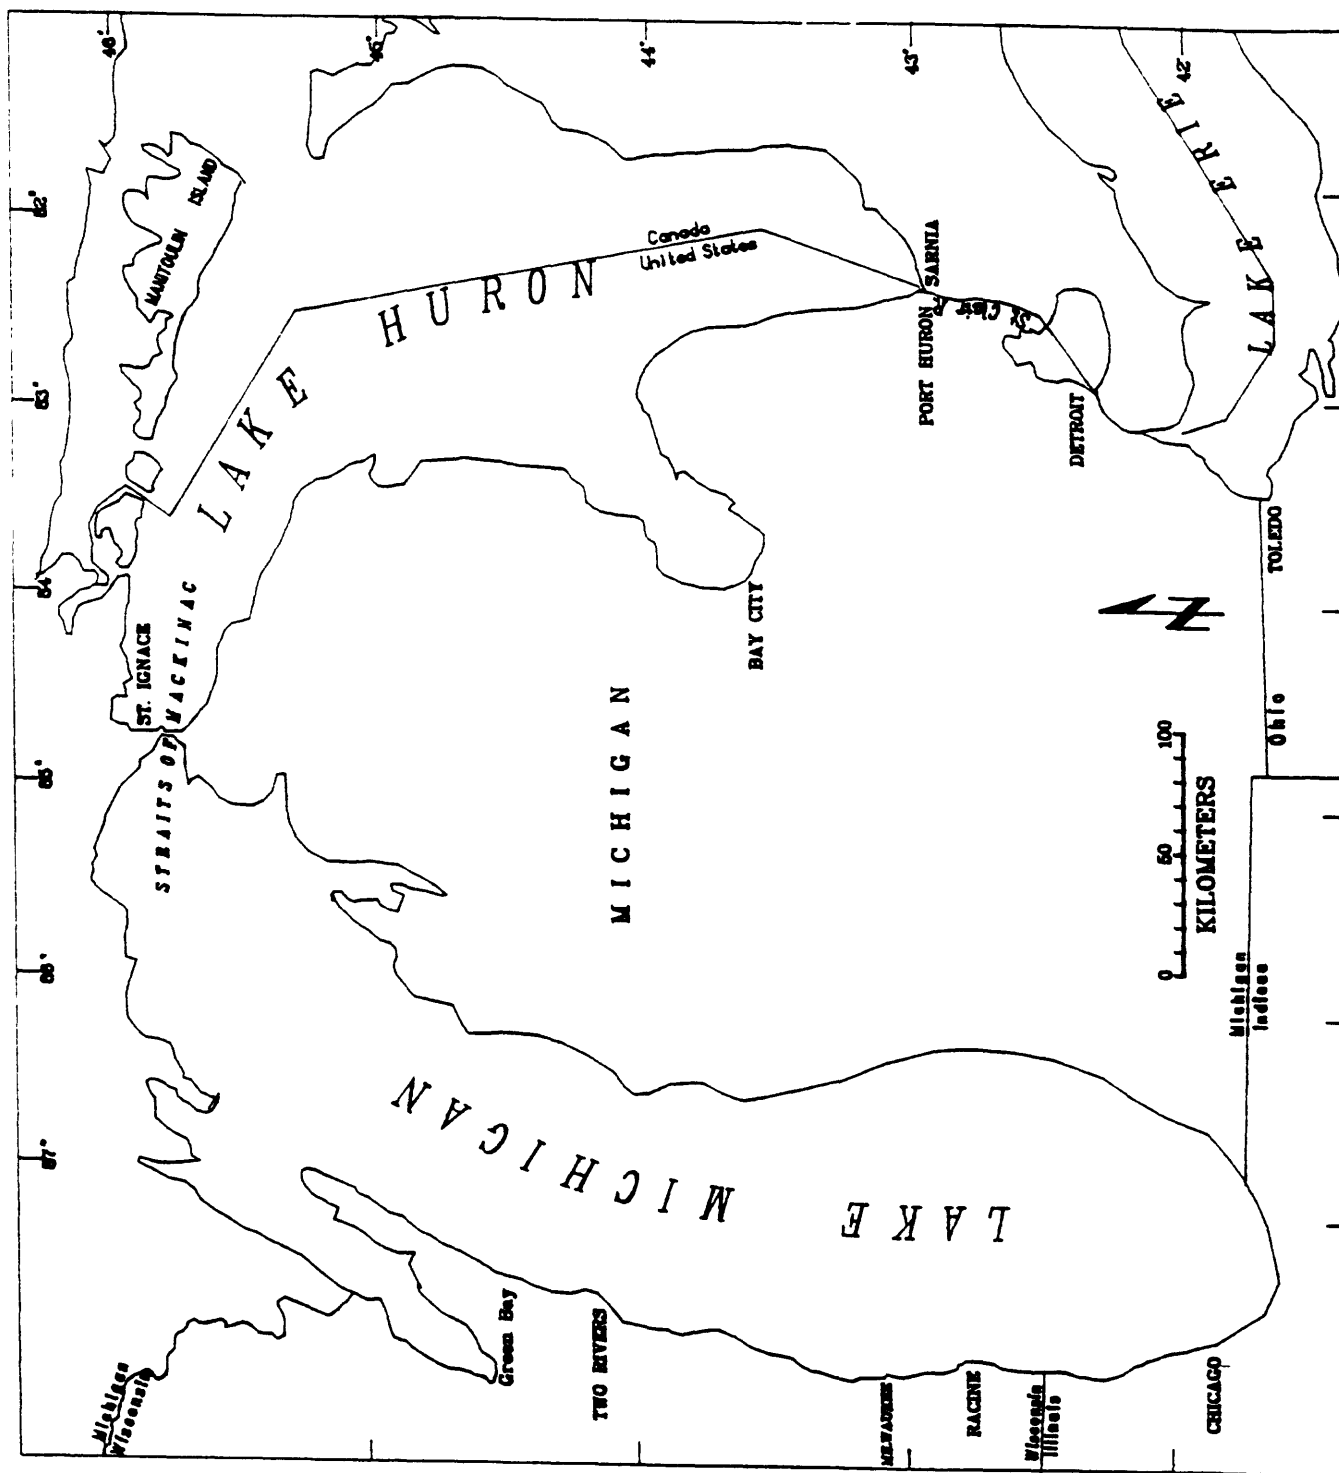 46°
45°
44°
43°
42°
82°
83°
84°
85°
86°
87°
MANITOULIN ISLAND
LAKE HURON
Canada
United States
SARNIA
PORT HURON
St. Clair R.
DETROIT
LAKE ERIE
TOLEDO
ST. IGNACE
STRAITS OF MACKINAC
BAY CITY
MICHIGAN
N
Ohio
0 50 100
KILOMETERS
Michigan
Indiana
LAKE MICHIGAN
Michigan
Wisconsin
Green Bay
TWO RIVERS
MILWAUKEE
RACINE
Wisconsin
Illinois
CHICAGO